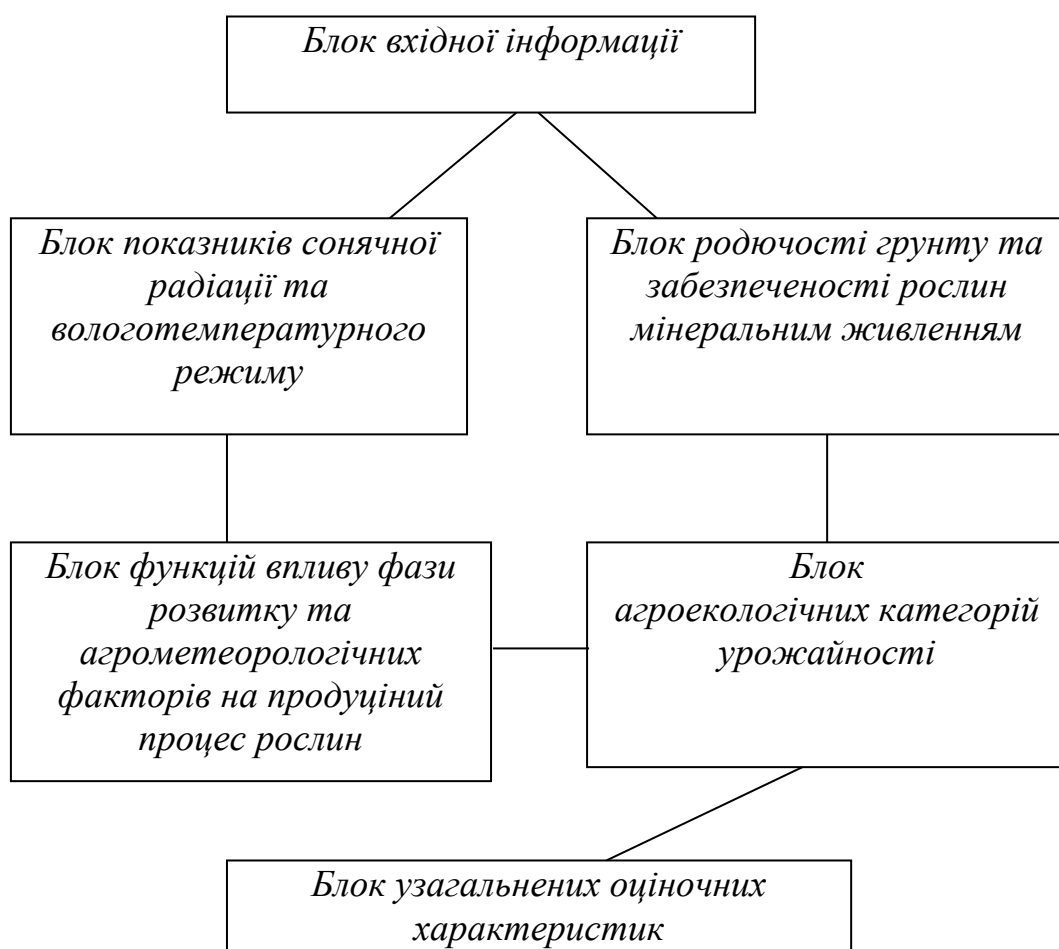 Блок вхідної інформації
Блок показників сонячної
радіації та
вологотемпературного
режиму
Блок родючості грунту та
забезпеченості рослин
мінеральним живленням
Блок функцій впливу фази
розвитку та
агрометеорологічних
факторів на продуціний
процес рослин
Блок
агроекологічних категорій
урожайності
Блок узагальнених оціночних
характеристик